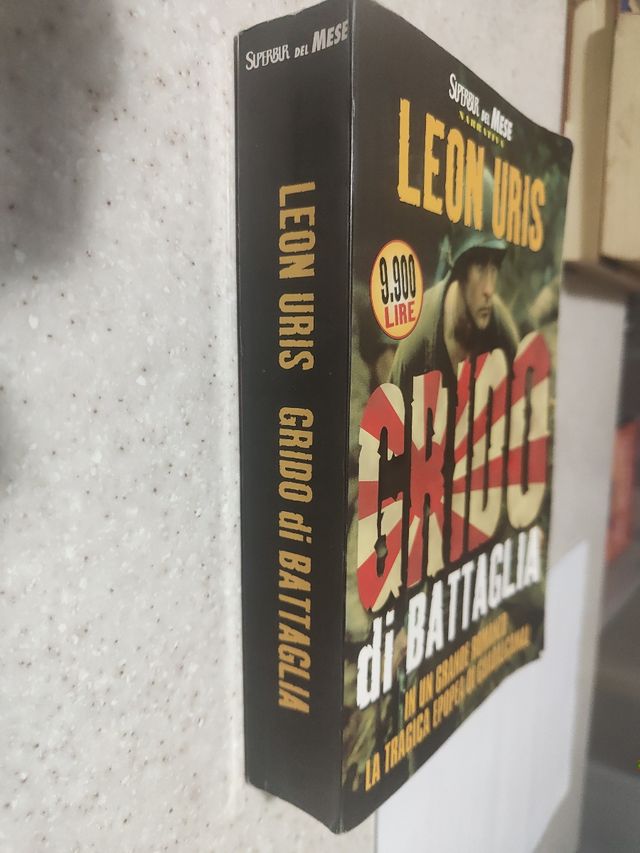 SUPERBUR DEL MESE
LEON URIS GRIDO di BATTAGLIA
SUPERBUR DEL MESE
NARRATIVA
LEON URIS
9.900
LIRE
GRIDO
di BATTAGLIA
IN UN GRANDE ROMANZO
LA TRAGICA EPOPEA DI GUADALCANAL